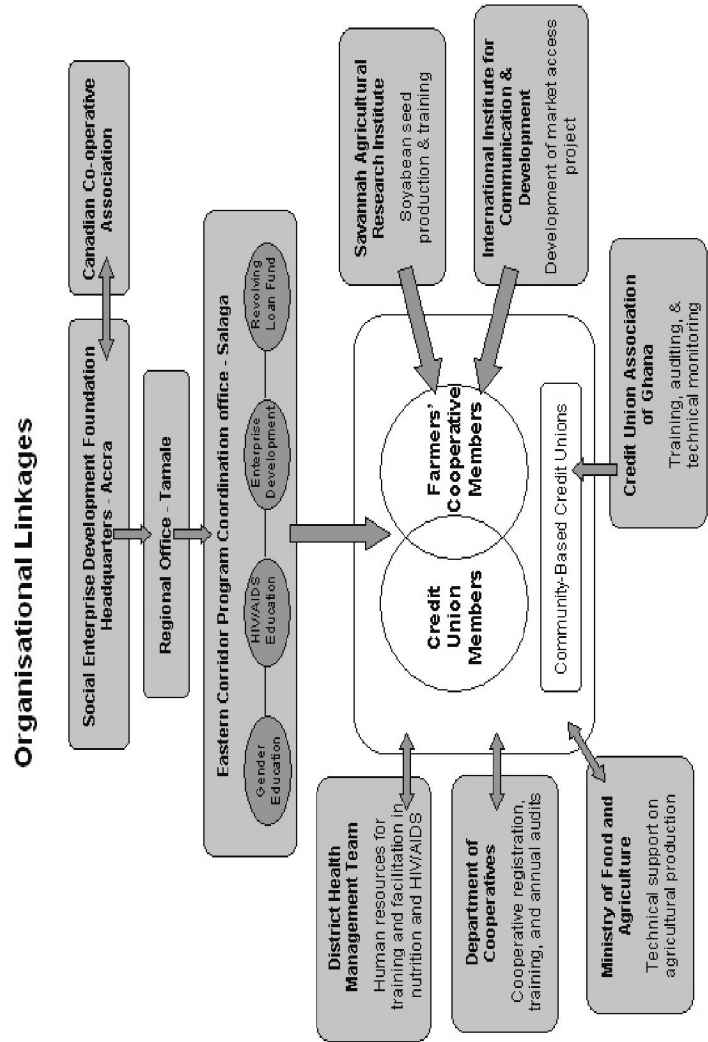 Organisational Linkages
Social Enterprise Development Foundation
Headquarters - Accra
Canadian Co-operative
Association
Regional Office - Tamale
Eastern Corridor Program Coordination office - Salaga
Gender
Education
HIV/AIDS
Education
Enterprise
Development
Revolving
Loan Fund
District Health
Management Team
Human resources for
training and facilitation in
nutrition and HIV/AIDS
Department of
Cooperatives
Cooperative registration,
training, and annual audits
Ministry of Food and
Agriculture
Technical support on
agricultural production
Credit
Union
Members
Farmers'
Cooperative
Members
Community-Based Credit Unions
Savannah Agricultural
Research Institute
Soyabean seed
production & training
International Institute for
Communication &
Development
Development of market access
project
Credit Union Association
of Ghana
Training, auditing, &
technical monitoring